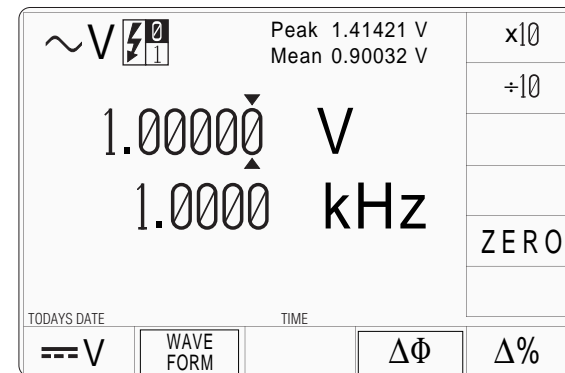 ∼V 0 1
Peak 1.41421 V
Mean 0.90032 V
x10
÷10
1.00000 V
1.0000 kHz
ZERO
TODAYS DATE TIME
V
WAVE
FORM
ΔΦ
Δ%